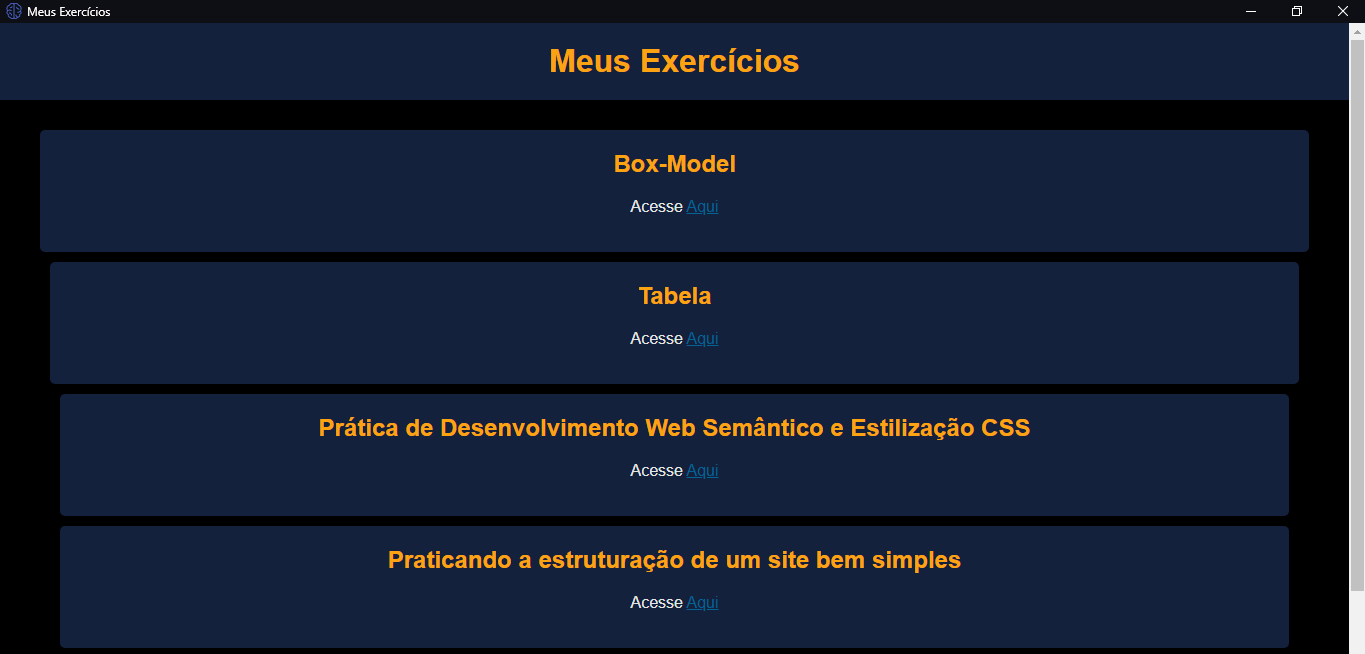 Meus Exercícios
Meus Exercícios
Box-Model
Acesse Aqui
Tabela
Acesse Aqui
Prática de Desenvolvimento Web Semântico e Estilização CSS
Acesse Aqui
Praticando a estruturação de um site bem simples
Acesse Aqui